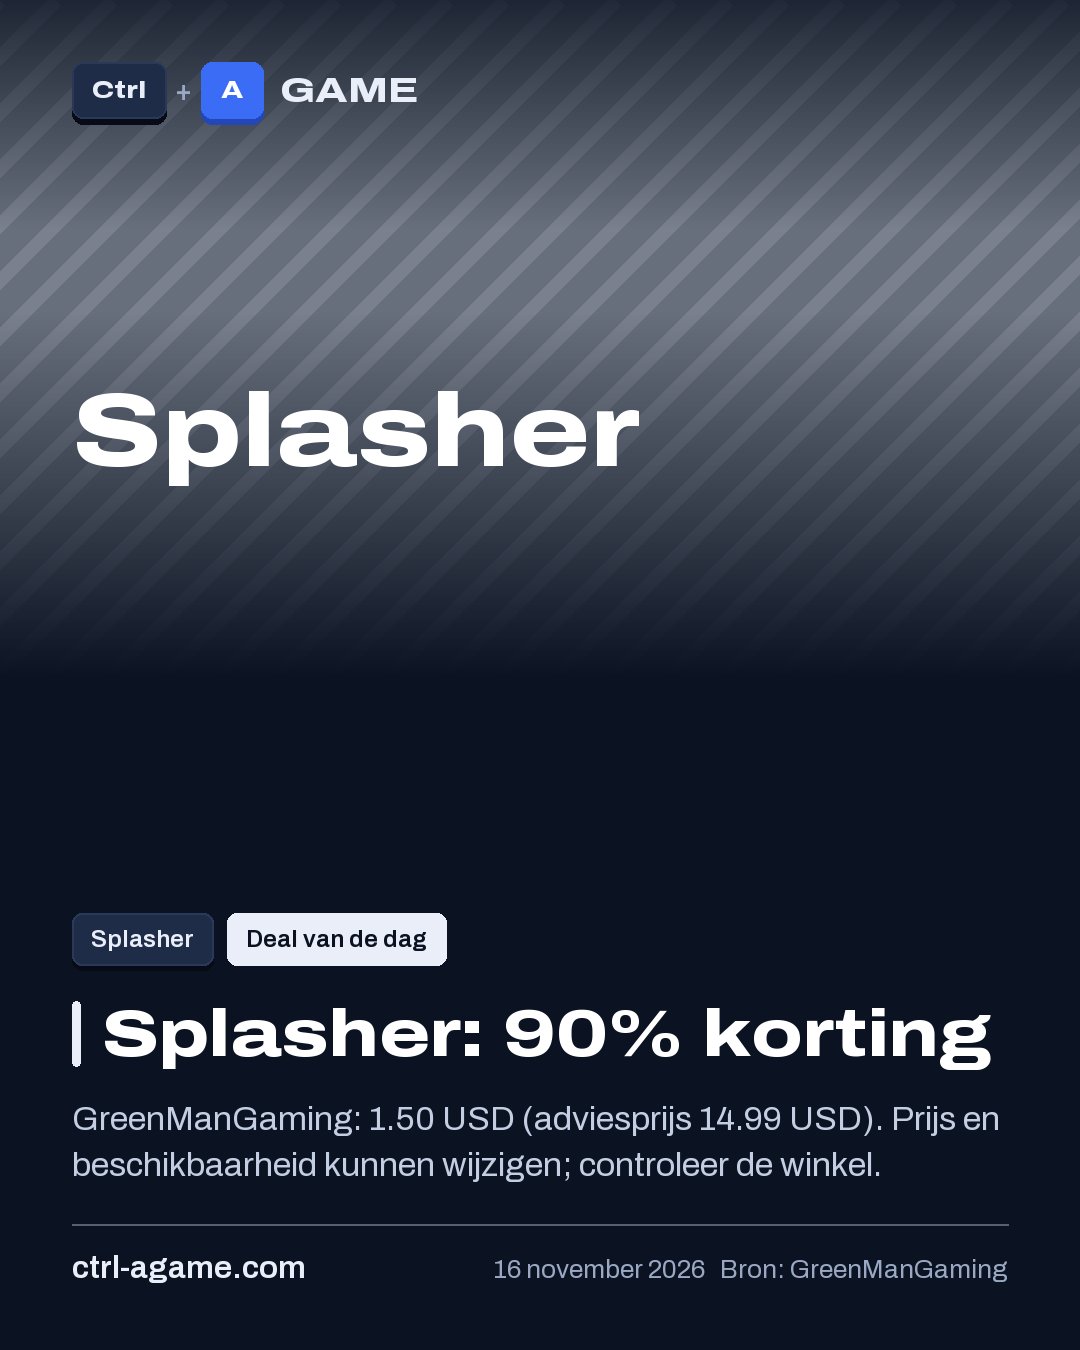 Ctrl + A GAME
Splasher
Splasher Deal van de dag
Splasher: 90% korting
GreenManGaming: 1.50 USD (adviesprijs 14.99 USD). Prijs en
beschikbaarheid kunnen wijzigen; controleer de winkel.
ctrl-agame.com 16 november 2026 Bron: GreenManGaming